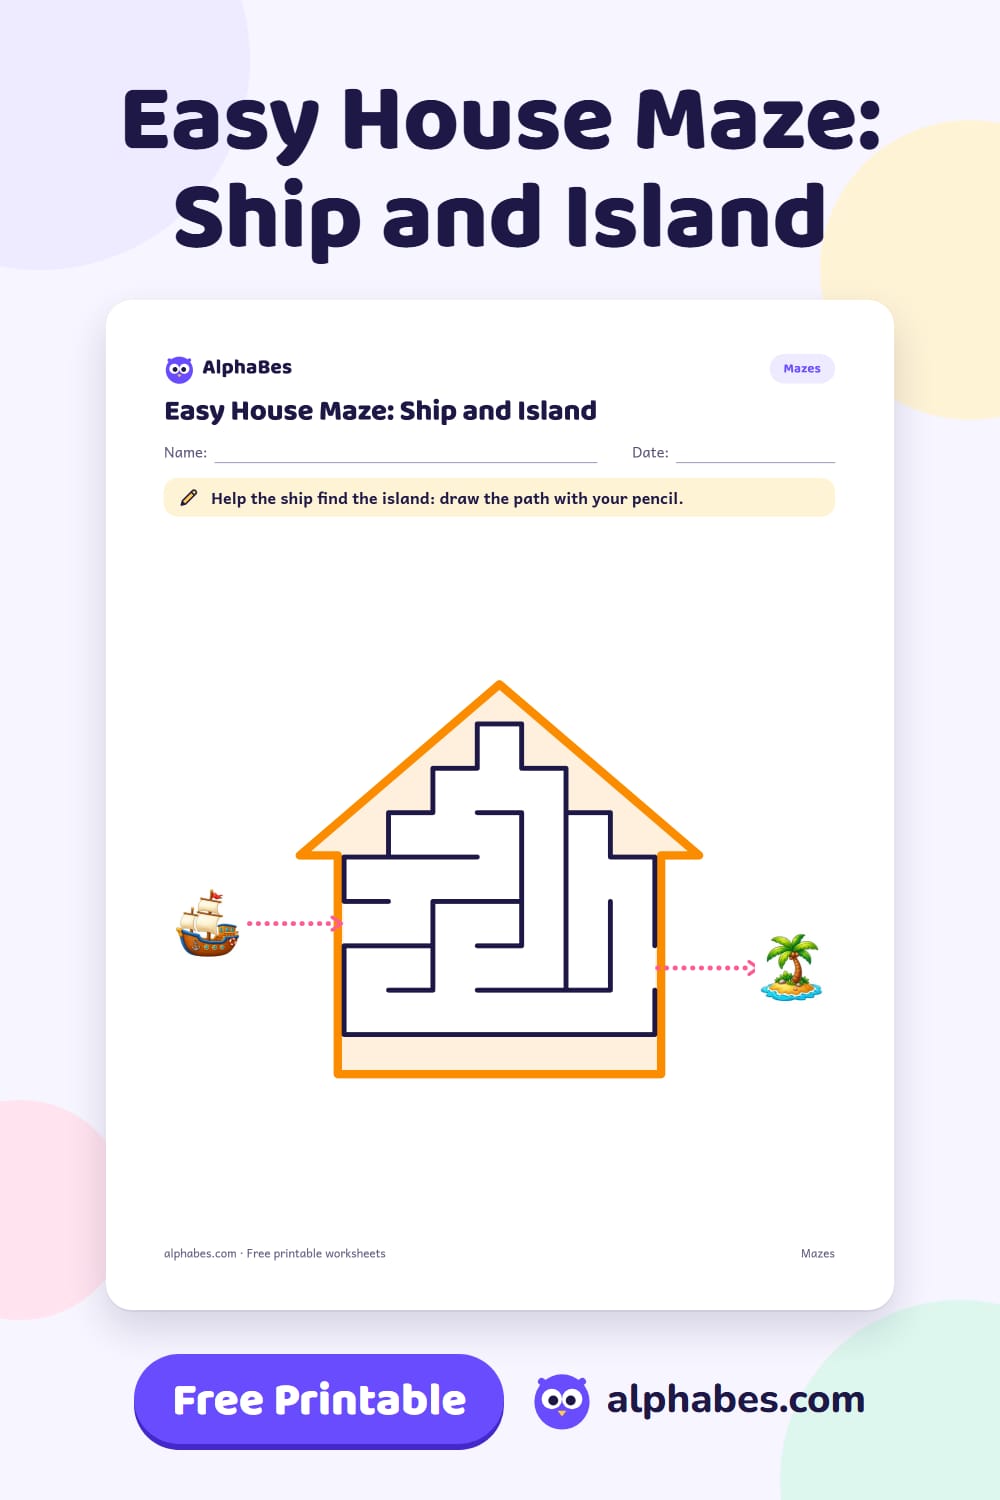 Easy House Maze:
Ship and Island
AlphaBes
Mazes
Easy House Maze: Ship and Island
Name:
Date:
Help the ship find the island: draw the path with your pencil.
alphabes.com · Free printable worksheets
Mazes
Free Printable
alphabes.com